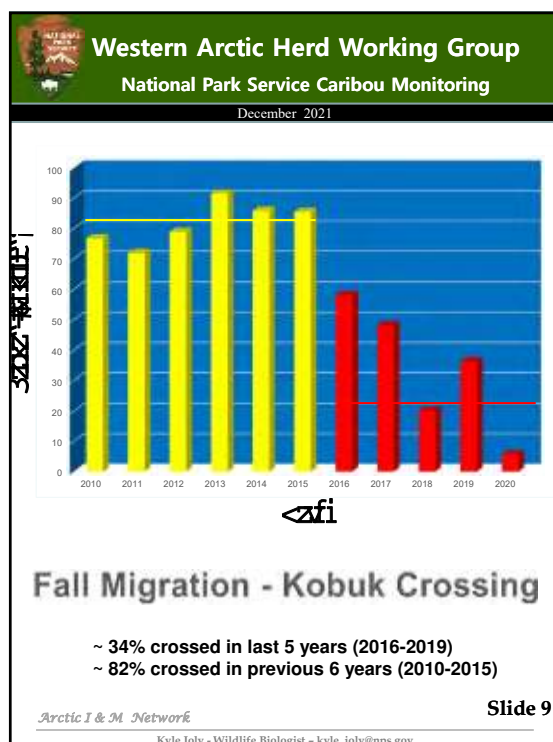 NATIONAL
PARK
SERVICE
Western Arctic Herd Working Group
National Park Service Caribou Monitoring
December 2021
100
90
80
70
60
50
40
30
20
10
0
2010 2011 2012 2013 2014 2015 2016 2017 2018 2019 2020
Fall Migration - Kobuk Crossing
~ 34% crossed in last 5 years (2016-2019)
~ 82% crossed in previous 6 years (2010-2015)
Slide 9
Arctic I & M Network
Kyle Joly - Wildlife Biologist – kyle_joly@nps.gov